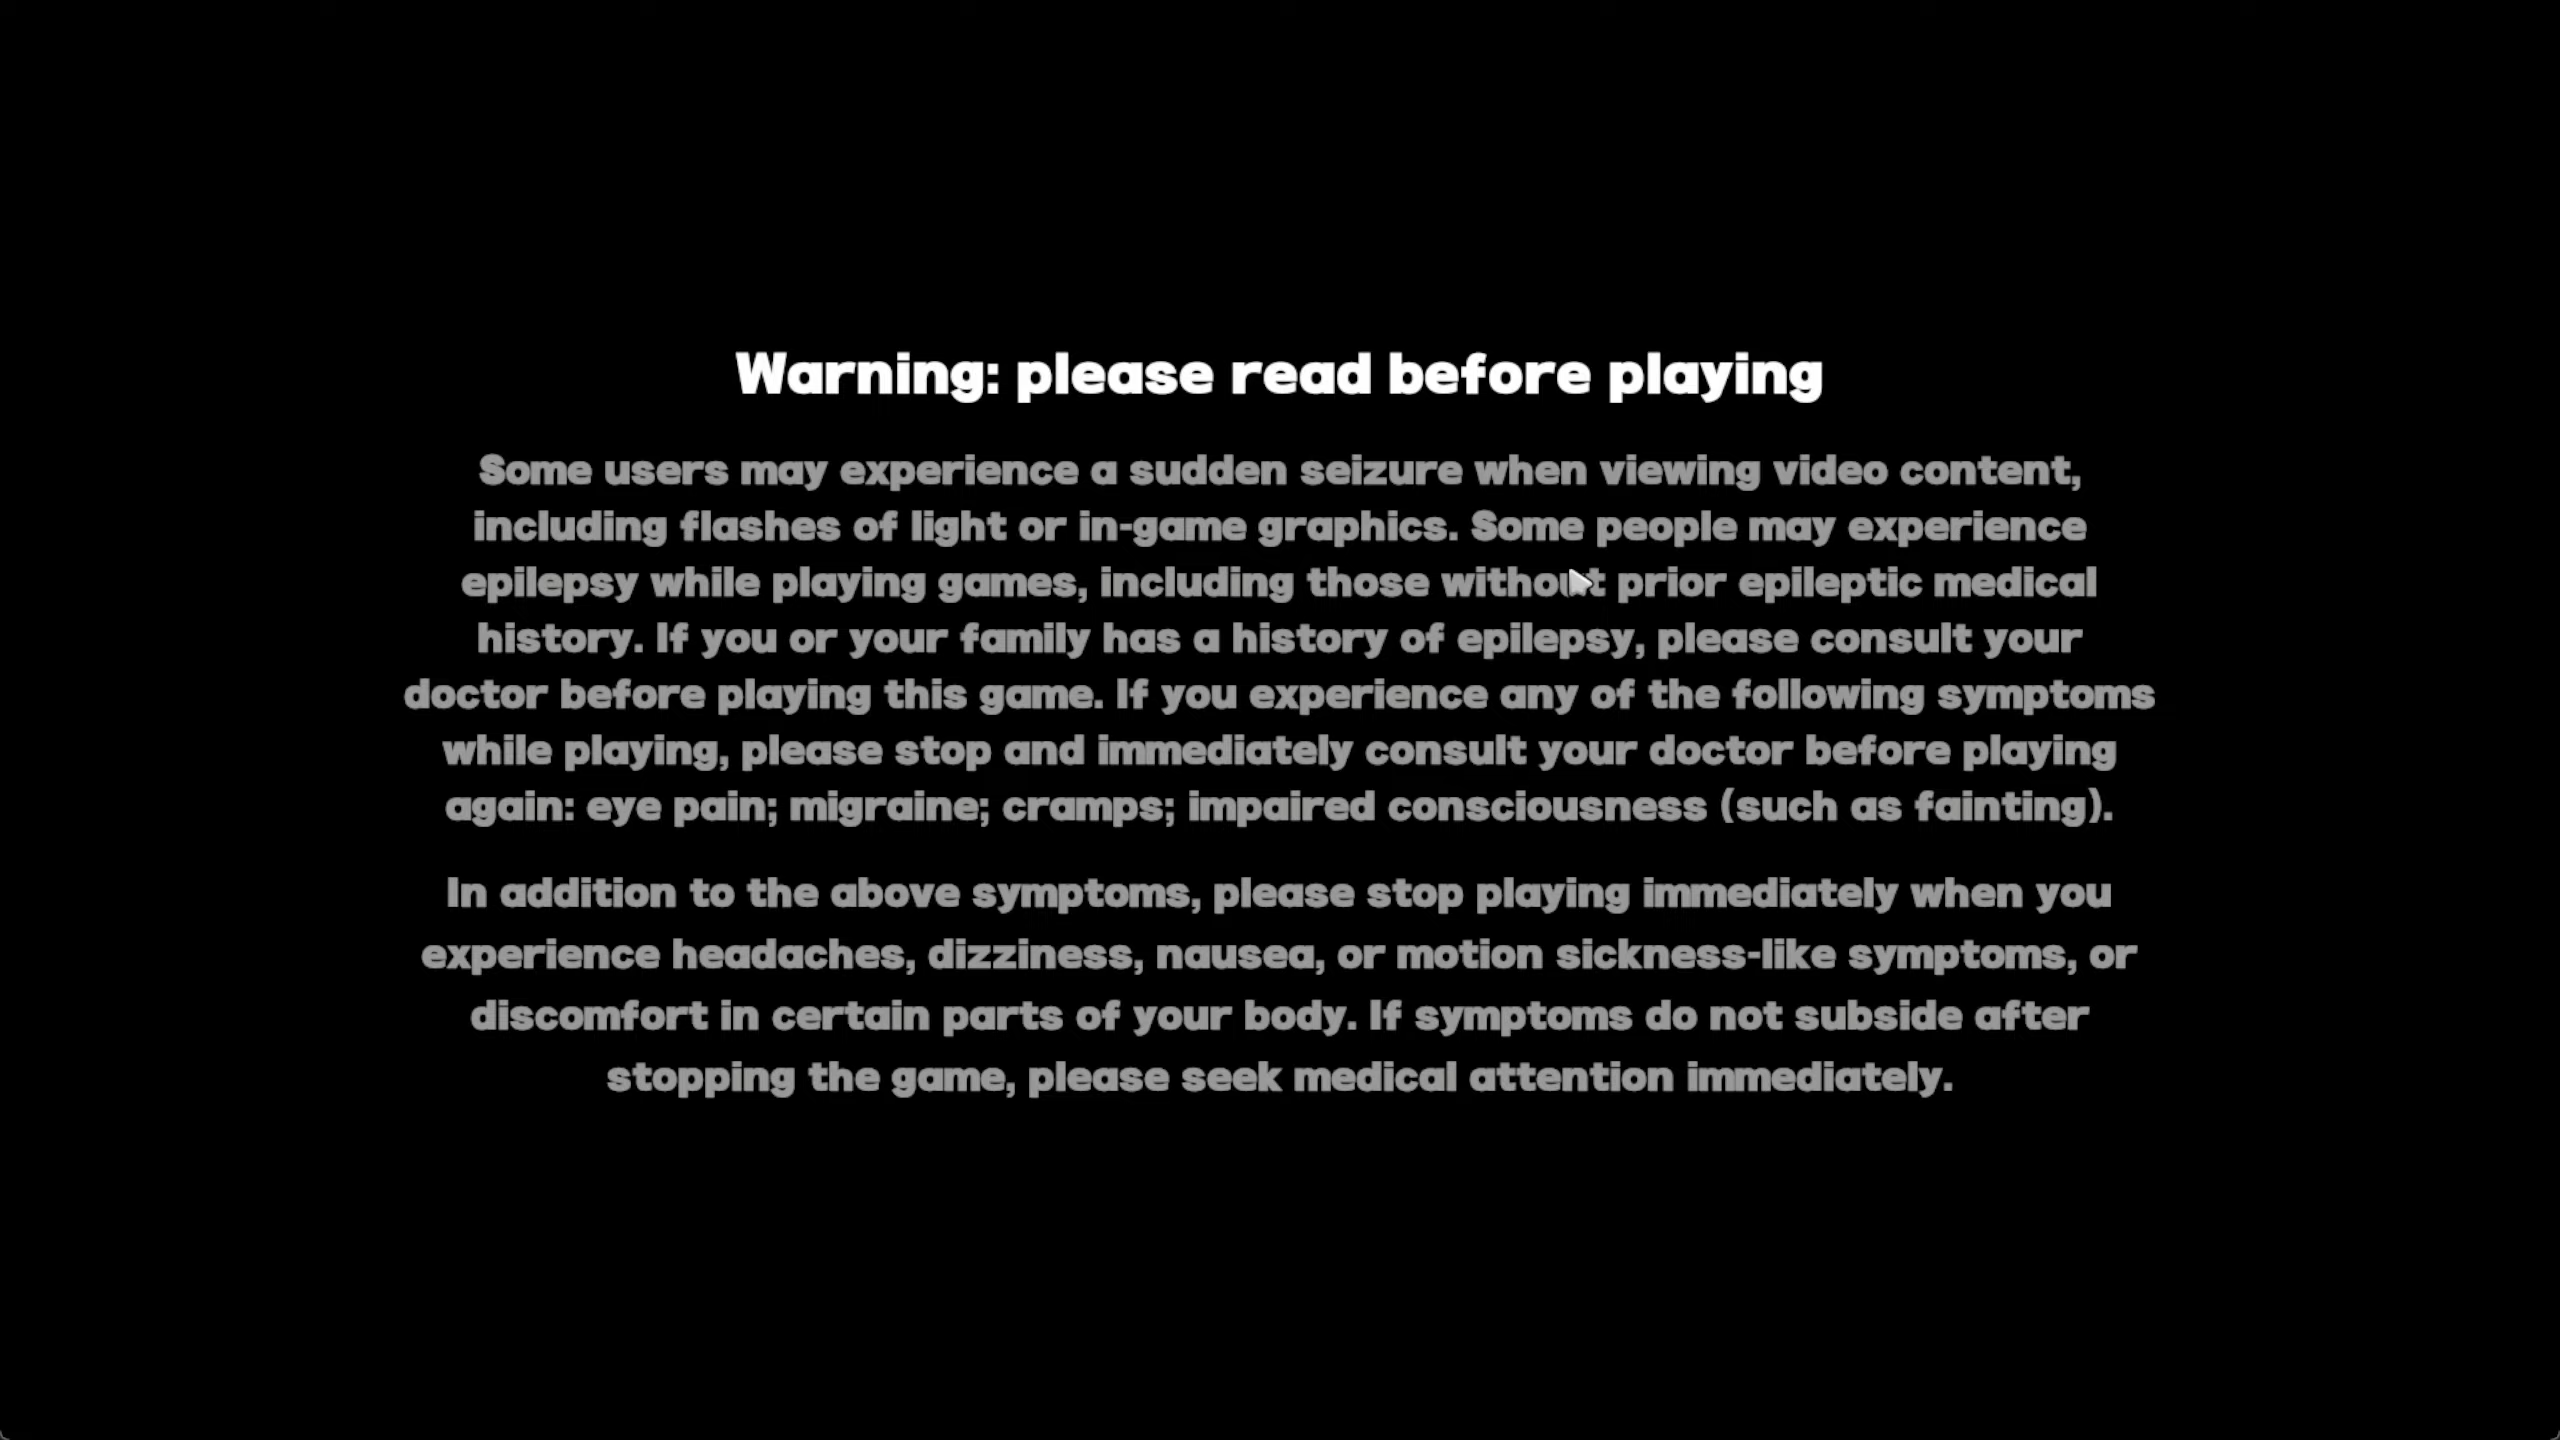 Warning: please read before playing
Some users may experience a sudden seizure when viewing video content,
including flashes of light or in-game graphics. Some people may experience
epilepsy while playing games, including those without prior epileptic medical
history. If you or your family has a history of epilepsy, please consult your
doctor before playing this game. If you experience any of the following symptoms
while playing, please stop and immediately consult your doctor before playing
again: eye pain; migraine; cramps; impaired consciousness (such as fainting).
In addition to the above symptoms, please stop playing immediately when you
experience headaches, dizziness, nausea, or motion sickness-like symptoms, or
discomfort in certain parts of your body. If symptoms do not subside after
stopping the game, please seek medical attention immediately.